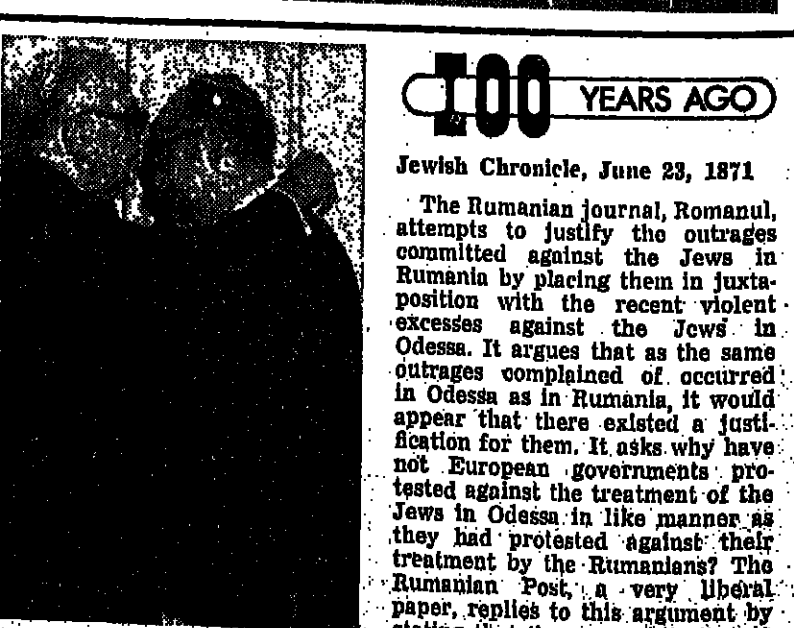 100 YEARS AGO
Jewish Chronicle, June 23, 1871
The Rumanian journal, Romanul,
attempts to justify the outrages
committed against the Jews in
Rumania by placing them in juxta-
position with the recent violent
excesses against the Jews in
Odessa. It argues that as the same
outrages complained of occurred
in Odessa as in Rumania, it would
appear that there existed a justi-
fication for them. It asks why have
not European governments pro-
tested against the treatment of the
Jews in Odessa in like manner as
they had protested against their
treatment by the Rumanians? The
Rumanian Post, a very liberal
paper, replies to this argument by